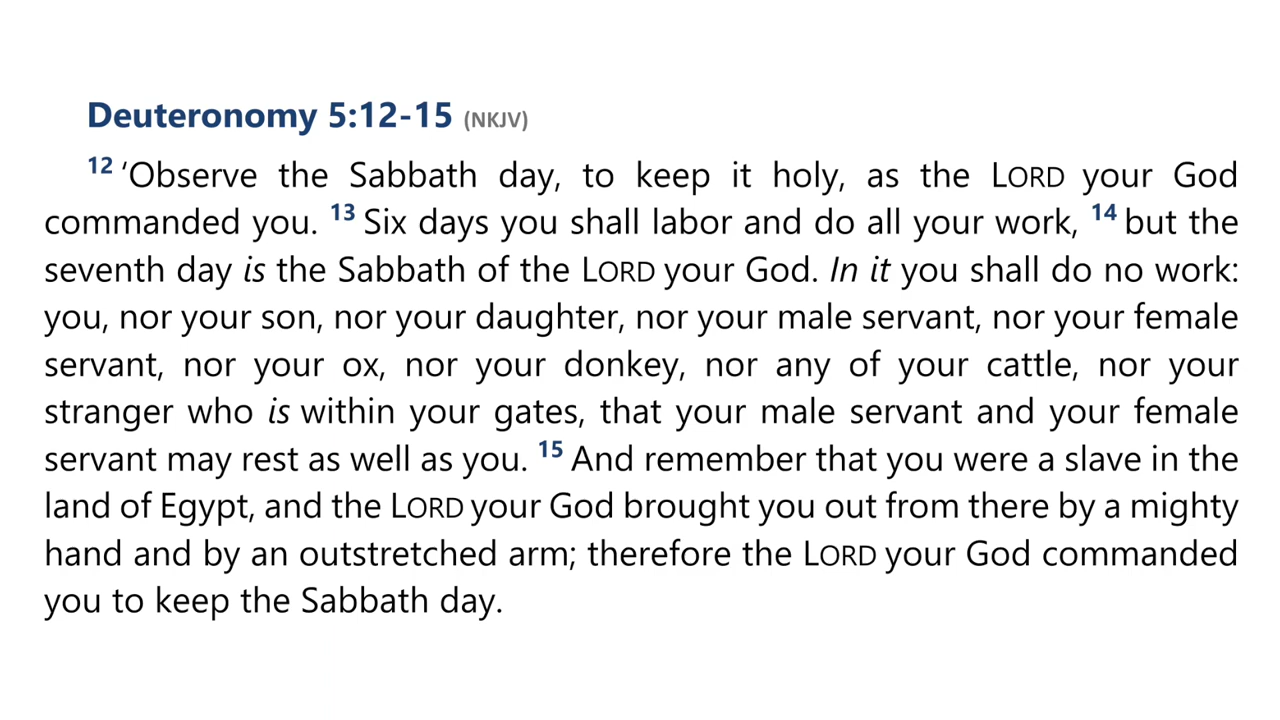 Deuteronomy 5:12-15 (NKJV)
12 ‘Observe the Sabbath day, to keep it holy, as the LORD your God
commanded you. 13 Six days you shall labor and do all your work, 14 but the
seventh day is the Sabbath of the LORD your God. In it you shall do no work:
you, nor your son, nor your daughter, nor your male servant, nor your female
servant, nor your ox, nor your donkey, nor any of your cattle, nor your
stranger who is within your gates, that your male servant and your female
servant may rest as well as you. 15 And remember that you were a slave in the
land of Egypt, and the LORD your God brought you out from there by a mighty
hand and by an outstretched arm; therefore the LORD your God commanded
you to keep the Sabbath day.